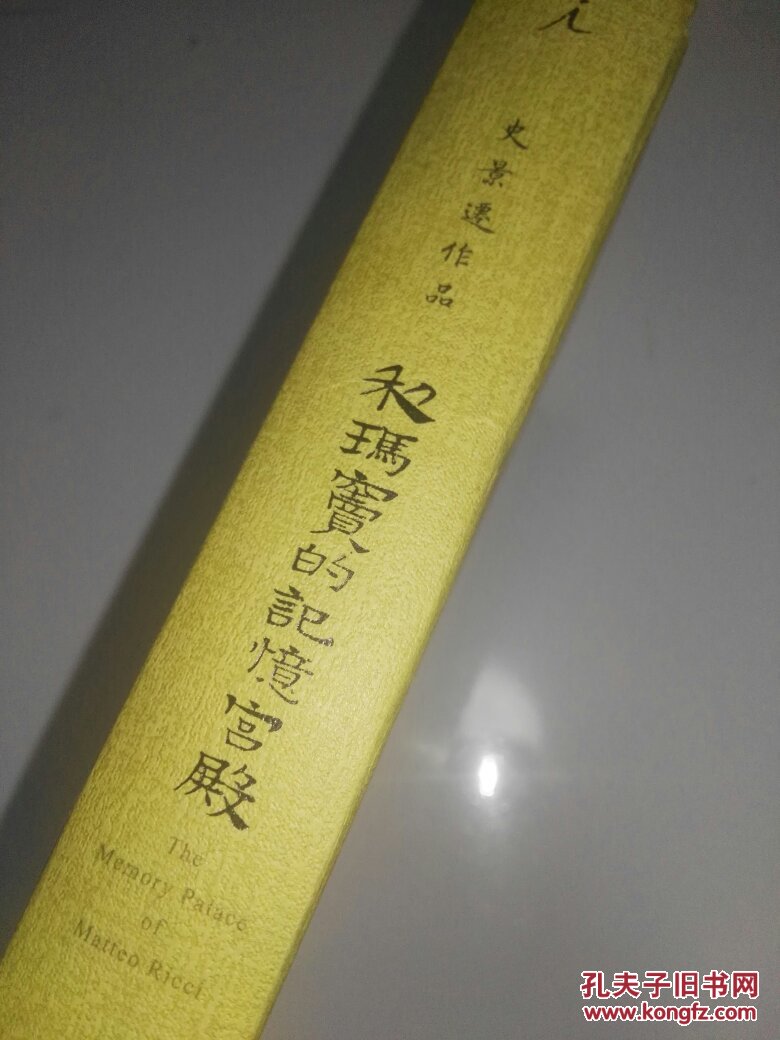 史景遷作品
利瑪竇的記憶宮殿
The
Memory Palace
of
Matteo Ricci
孔夫子旧书网
www.kongfz.com